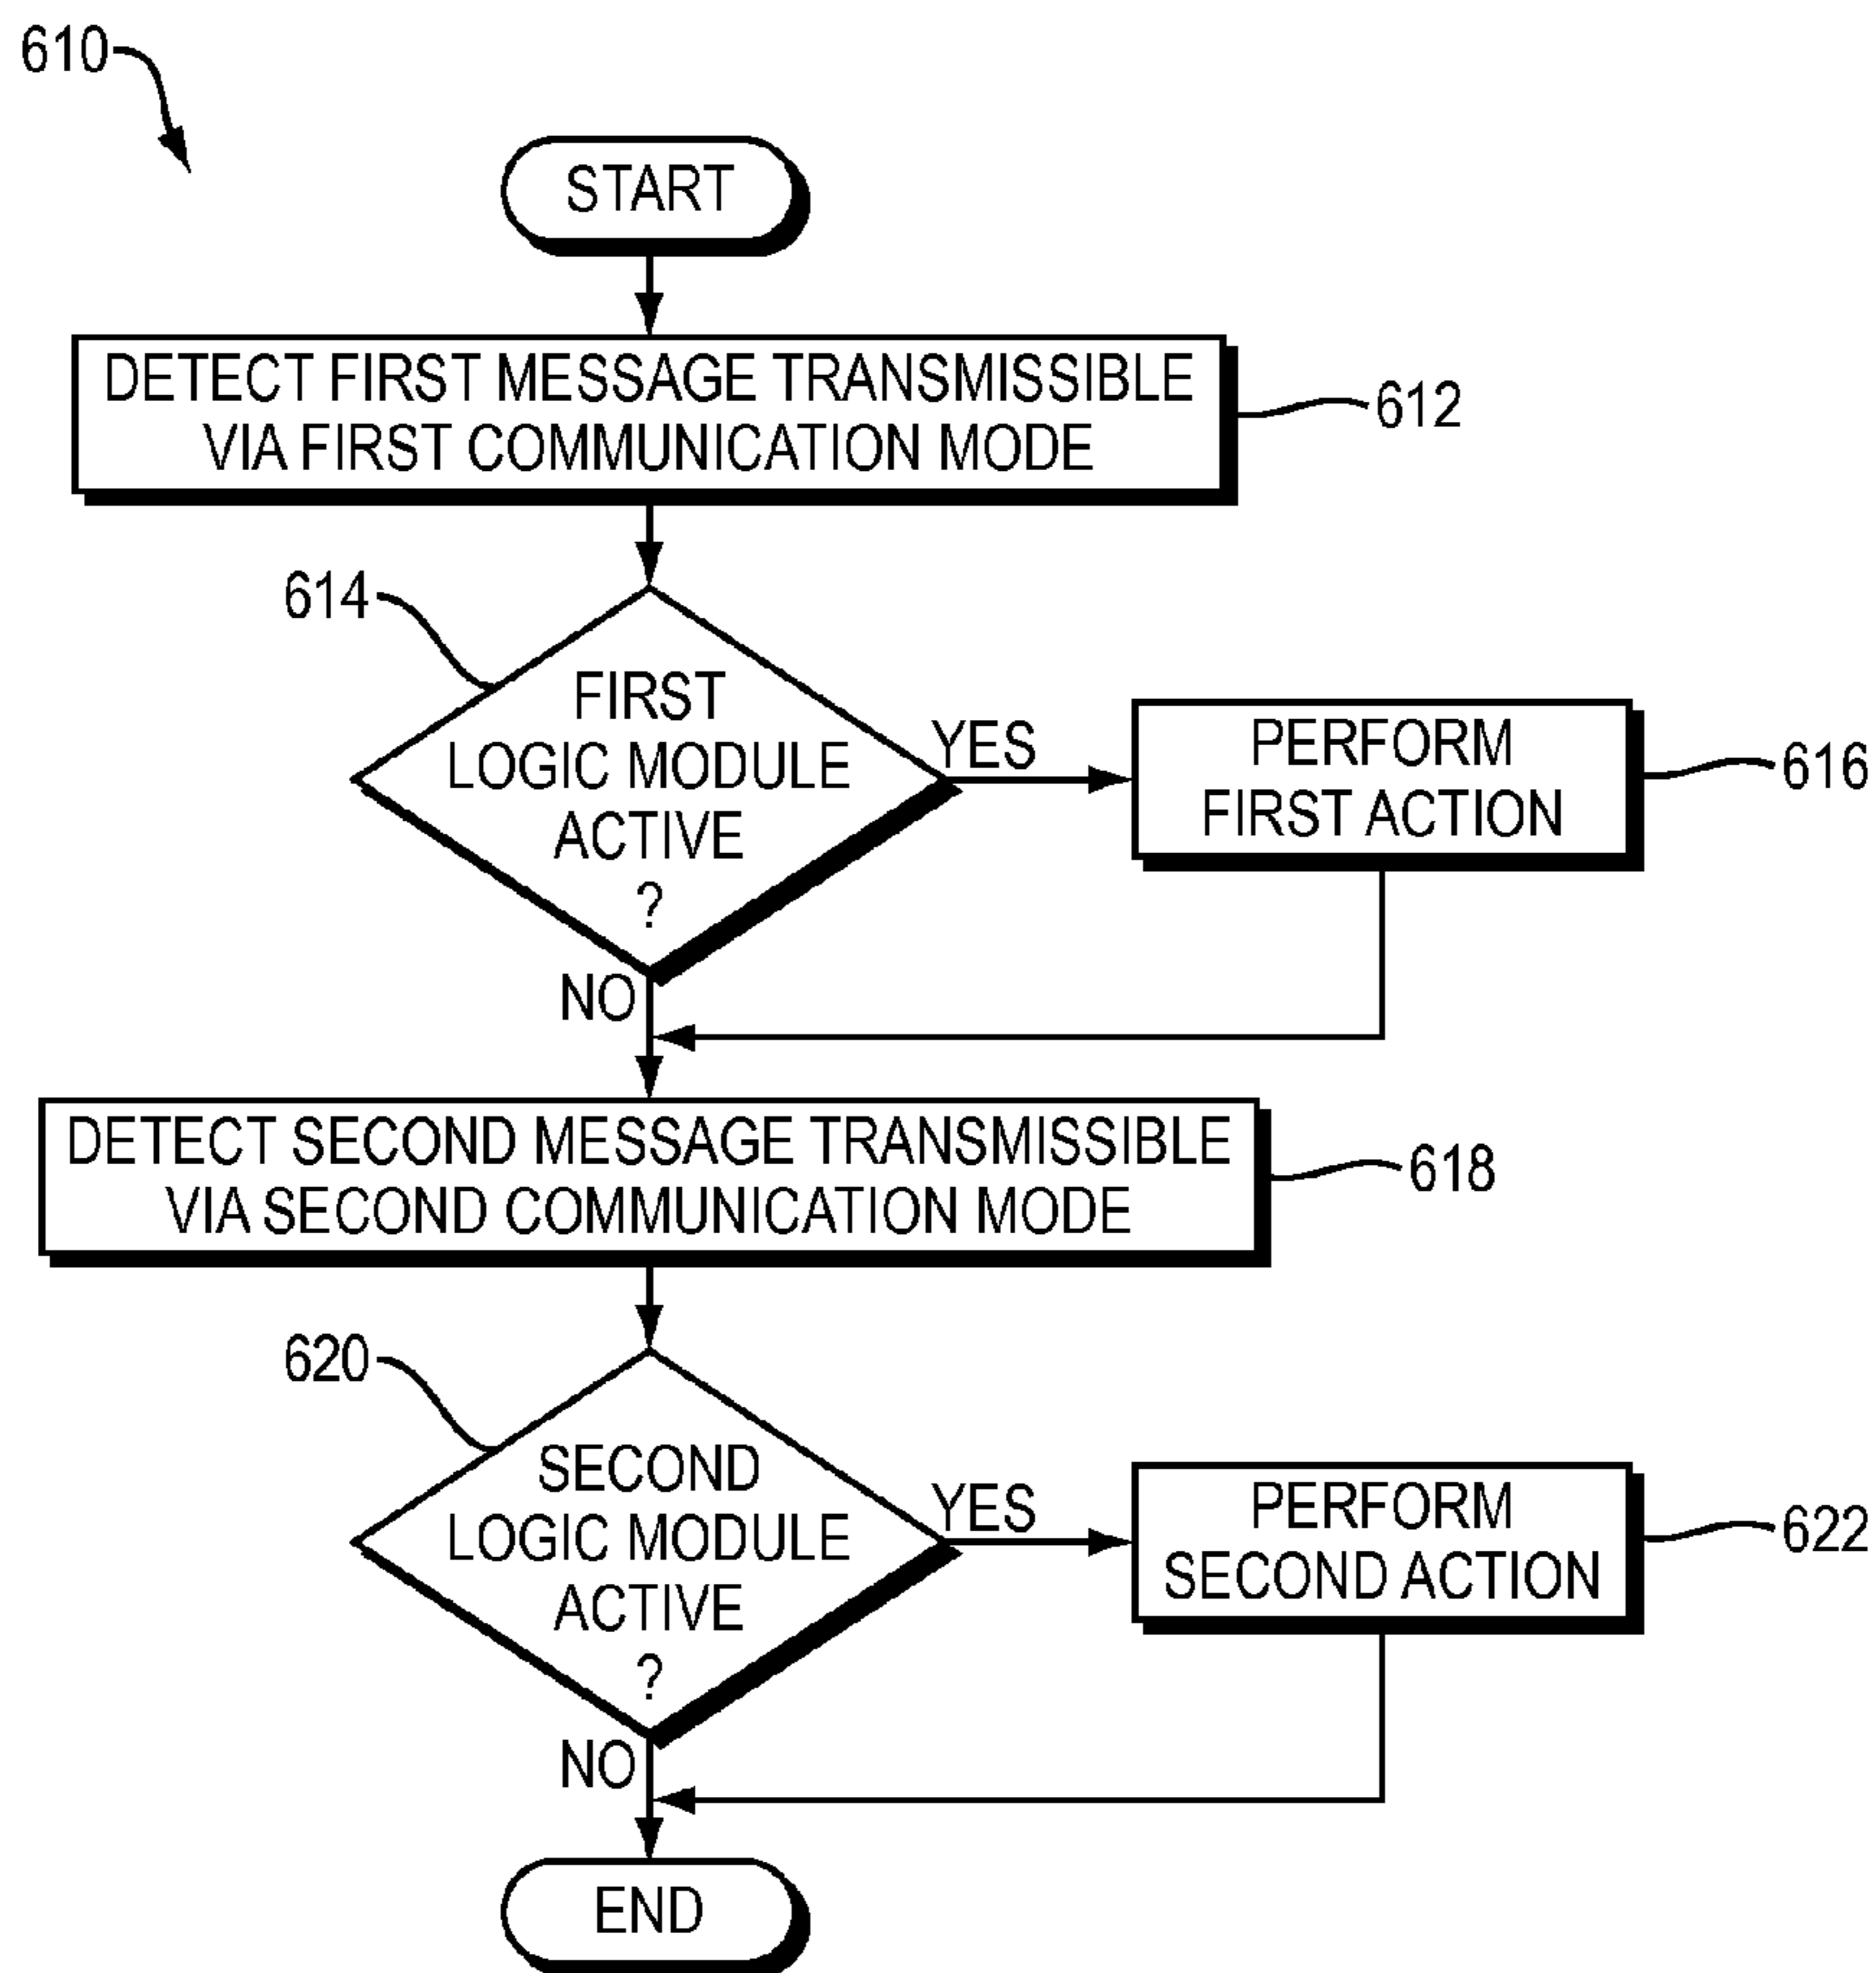 610
START
DETECT FIRST MESSAGE TRANSMISSIBLE
VIA FIRST COMMUNICATION MODE
612
614
FIRST
LOGIC MODULE
ACTIVE
?
YES
PERFORM
FIRST ACTION
616
NO
DETECT SECOND MESSAGE TRANSMISSIBLE
VIA SECOND COMMUNICATION MODE
618
620
SECOND
LOGIC MODULE
ACTIVE
?
YES
PERFORM
SECOND ACTION
622
NO
END